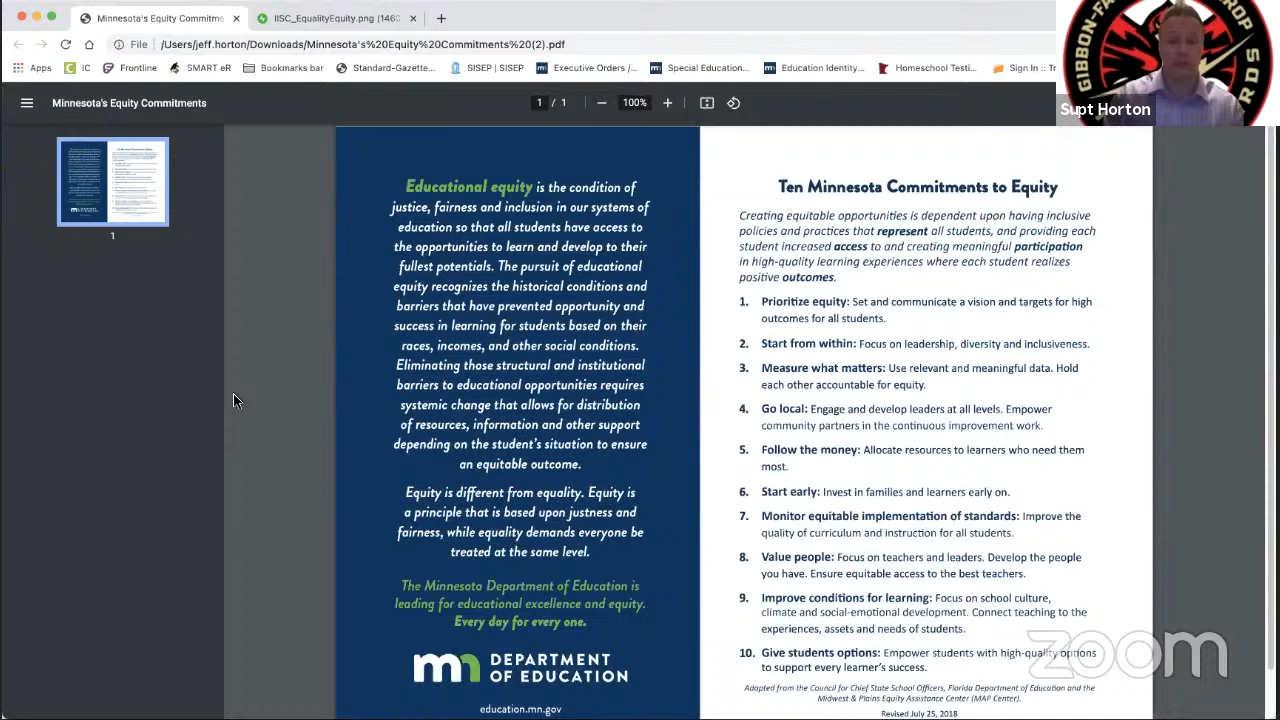 Minnesota's Equity Commitme
IISC_EqualityEquity.png (146(
File
/Users/jeff.horton/Downloads/Minnesota's%20Equity%20Commitments%20(2).pdf
Apps
IC
Frontline
SMART eR
Bookmarks bar
Standard-Gazette...
SISEP | SISEP
Executive Orders /...
Special Education...
Education Identity...
Homeschool Testi...
Sign In :: Tr
GIBBON-FA
ROP
SDR
Supt Horton
Minnesota's Equity Commitments
1 / 1
100%
1
Educational equity is the condition of
justice, fairness and inclusion in our systems of
education so that all students have access to
the opportunities to learn and develop to their
fullest potentials. The pursuit of educational
equity recognizes the historical conditions and
barriers that have prevented opportunity and
success in learning for students based on their
races, incomes, and other social conditions.
Eliminating those structural and institutional
barriers to educational opportunities requires
systemic change that allows for distribution
of resources, information and other support
depending on the student's situation to ensure
an equitable outcome.
Equity is different from equality. Equity is
a principle that is based upon justness and
fairness, while equality demands everyone be
treated at the same level.
The Minnesota Department of Education is
leading for educational excellence and equity.
Every day for every one.
mn DEPARTMENT
OF EDUCATION
education.mn.gov
Ten Minnesota Commitments to Equity
Creating equitable opportunities is dependent upon having inclusive
policies and practices that represent all students, and providing each
student increased access to and creating meaningful participation
in high-quality learning experiences where each student realizes
positive outcomes.
1. Prioritize equity: Set and communicate a vision and targets for high
outcomes for all students.
2. Start from within: Focus on leadership, diversity and inclusiveness.
3. Measure what matters: Use relevant and meaningful data. Hold
each other accountable for equity.
4. Go local: Engage and develop leaders at all levels. Empower
community partners in the continuous improvement work.
5. Follow the money: Allocate resources to learners who need them
most.
6. Start early: Invest in families and learners early on.
7. Monitor equitable implementation of standards: Improve the
quality of curriculum and instruction for all students.
8. Value people: Focus on teachers and leaders. Develop the people
you have. Ensure equitable access to the best teachers.
9. Improve conditions for learning: Focus on school culture,
climate and social-emotional development. Connect teaching to the
experiences, assets and needs of students.
10. Give students options: Empower students with high-quality options
to support every learner's success.
Adapted from the Council for Chief State School Officers, Florida Department of Education and the
Midwest & Plains Equity Assistance Center (MAP Center).
Revised July 25, 2018
zoom